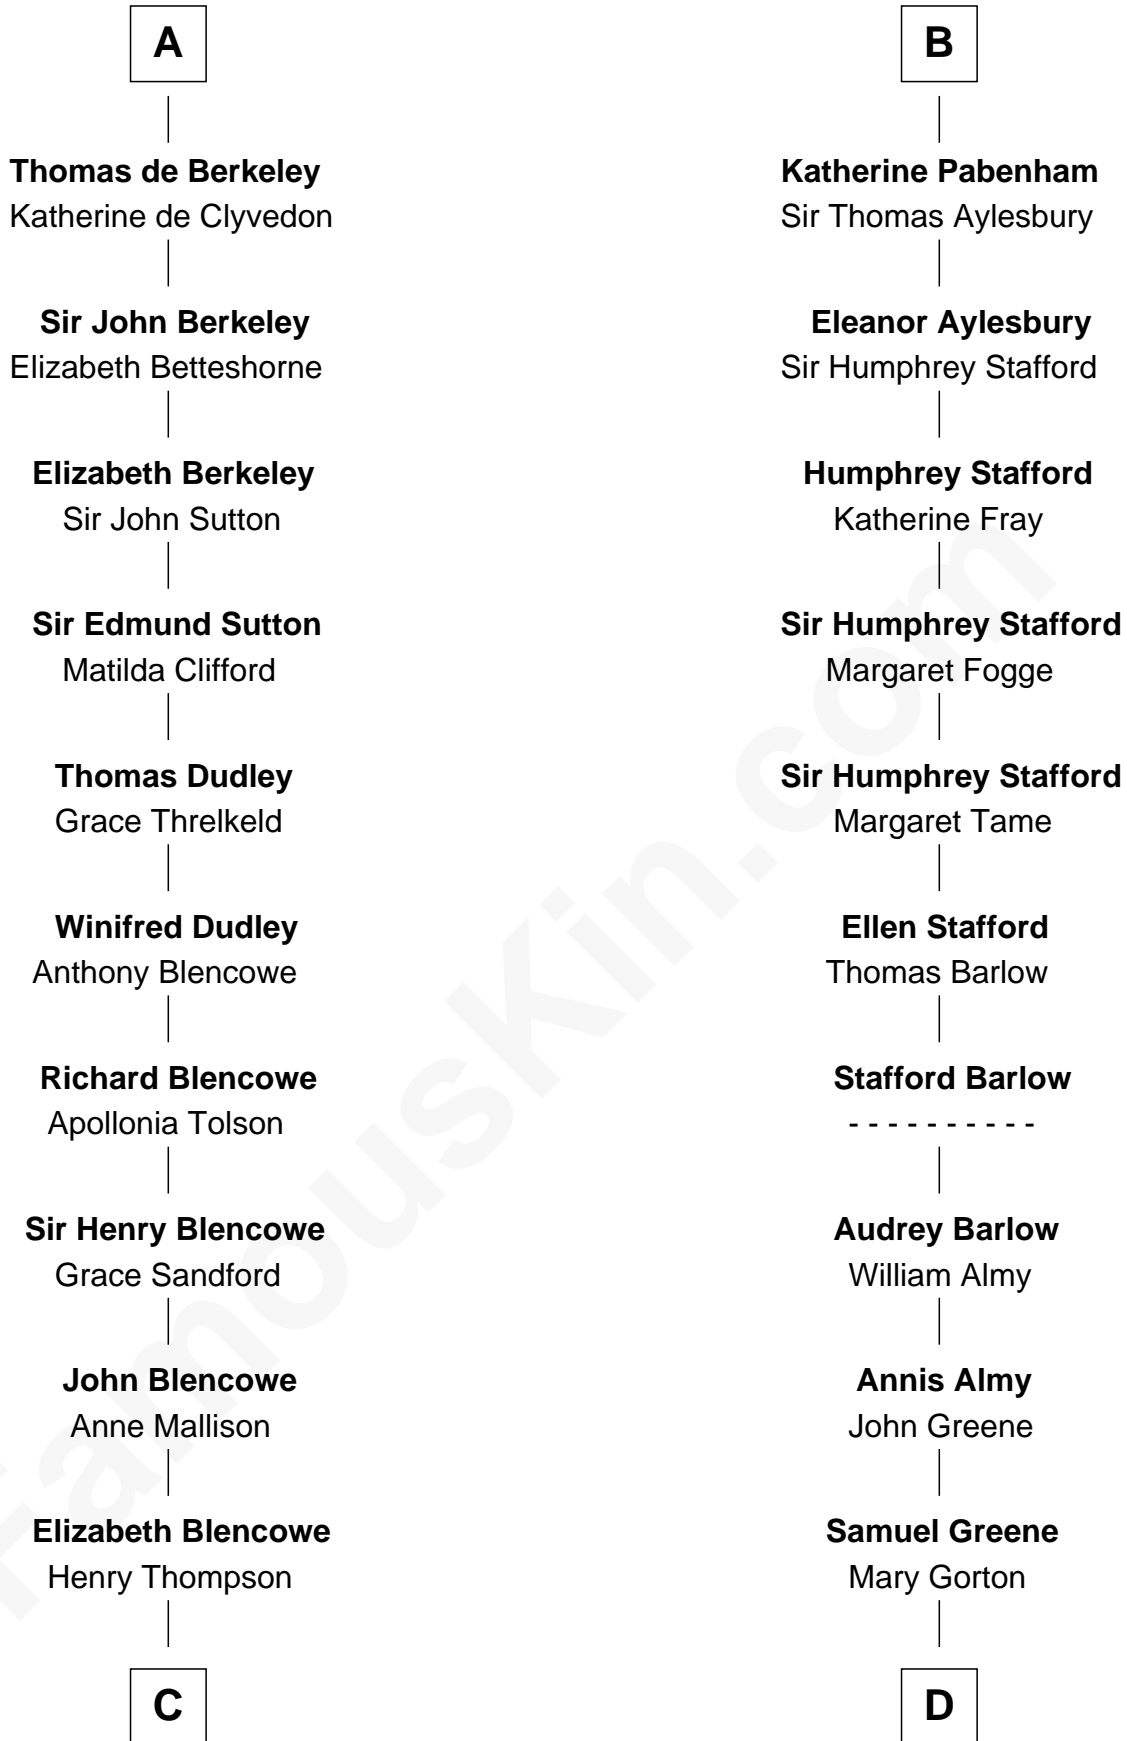 A
Thomas de Berkeley
Katherine de Clyvedon
Sir John Berkeley
Elizabeth Betteshorne
Elizabeth Berkeley
Sir John Sutton
Sir Edmund Sutton
Matilda Clifford
Thomas Dudley
Grace Threlkeld
Winifred Dudley
Anthony Blencowe
Richard Blencowe
Apollonia Tolson
Sir Henry Blencowe
Grace Sandford
John Blencowe
Anne Mallison
Elizabeth Blencowe
Henry Thompson
C
B
Katherine Pabenham
Sir Thomas Aylesbury
Eleanor Aylesbury
Sir Humphrey Stafford
Humphrey Stafford
Katherine Fray
Sir Humphrey Stafford
Margaret Fogge
Sir Humphrey Stafford
Margaret Tame
Ellen Stafford
Thomas Barlow
Stafford Barlow
- - - - - - - - - -
Audrey Barlow
William Almy
Annis Almy
John Greene
Samuel Greene
Mary Gorton
D
FamousKin.com